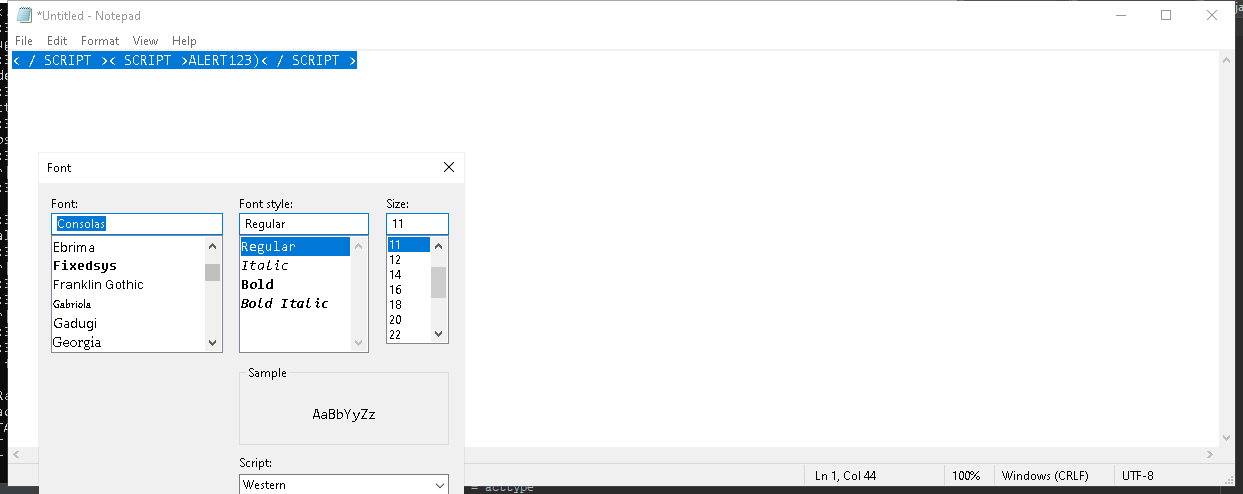 *Untitled - Notepad
File Edit Format View Help
< / SCRIPT >< SCRIPT >ALERT123)< / SCRIPT >
Font
Font: Font style: Size:
Consolas Regular 11
Ebrima Regular 11
Fixedsys Italic 12
Franklin Gothic Bold 14
Gabriola Bold Italic 16
Gadugi 18
Georgia 20
22
Sample
AaBbYyZz
Script:
Western
Ln 1, Col 44 100% Windows (CRLF) UTF-8
= acctype